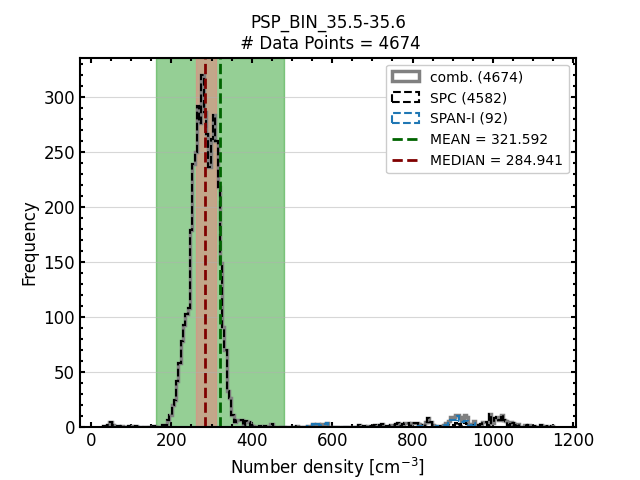 PSP_BIN_35.5-35.6
# Data Points = 4674
comb. (4674)
SPC (4582)
SPAN-I (92)
MEAN = 321.592
MEDIAN = 284.941
Frequency
300
250
200
150
100
50
0
0 200 400 600 800 1000 1200
Number density [cm⁻³]